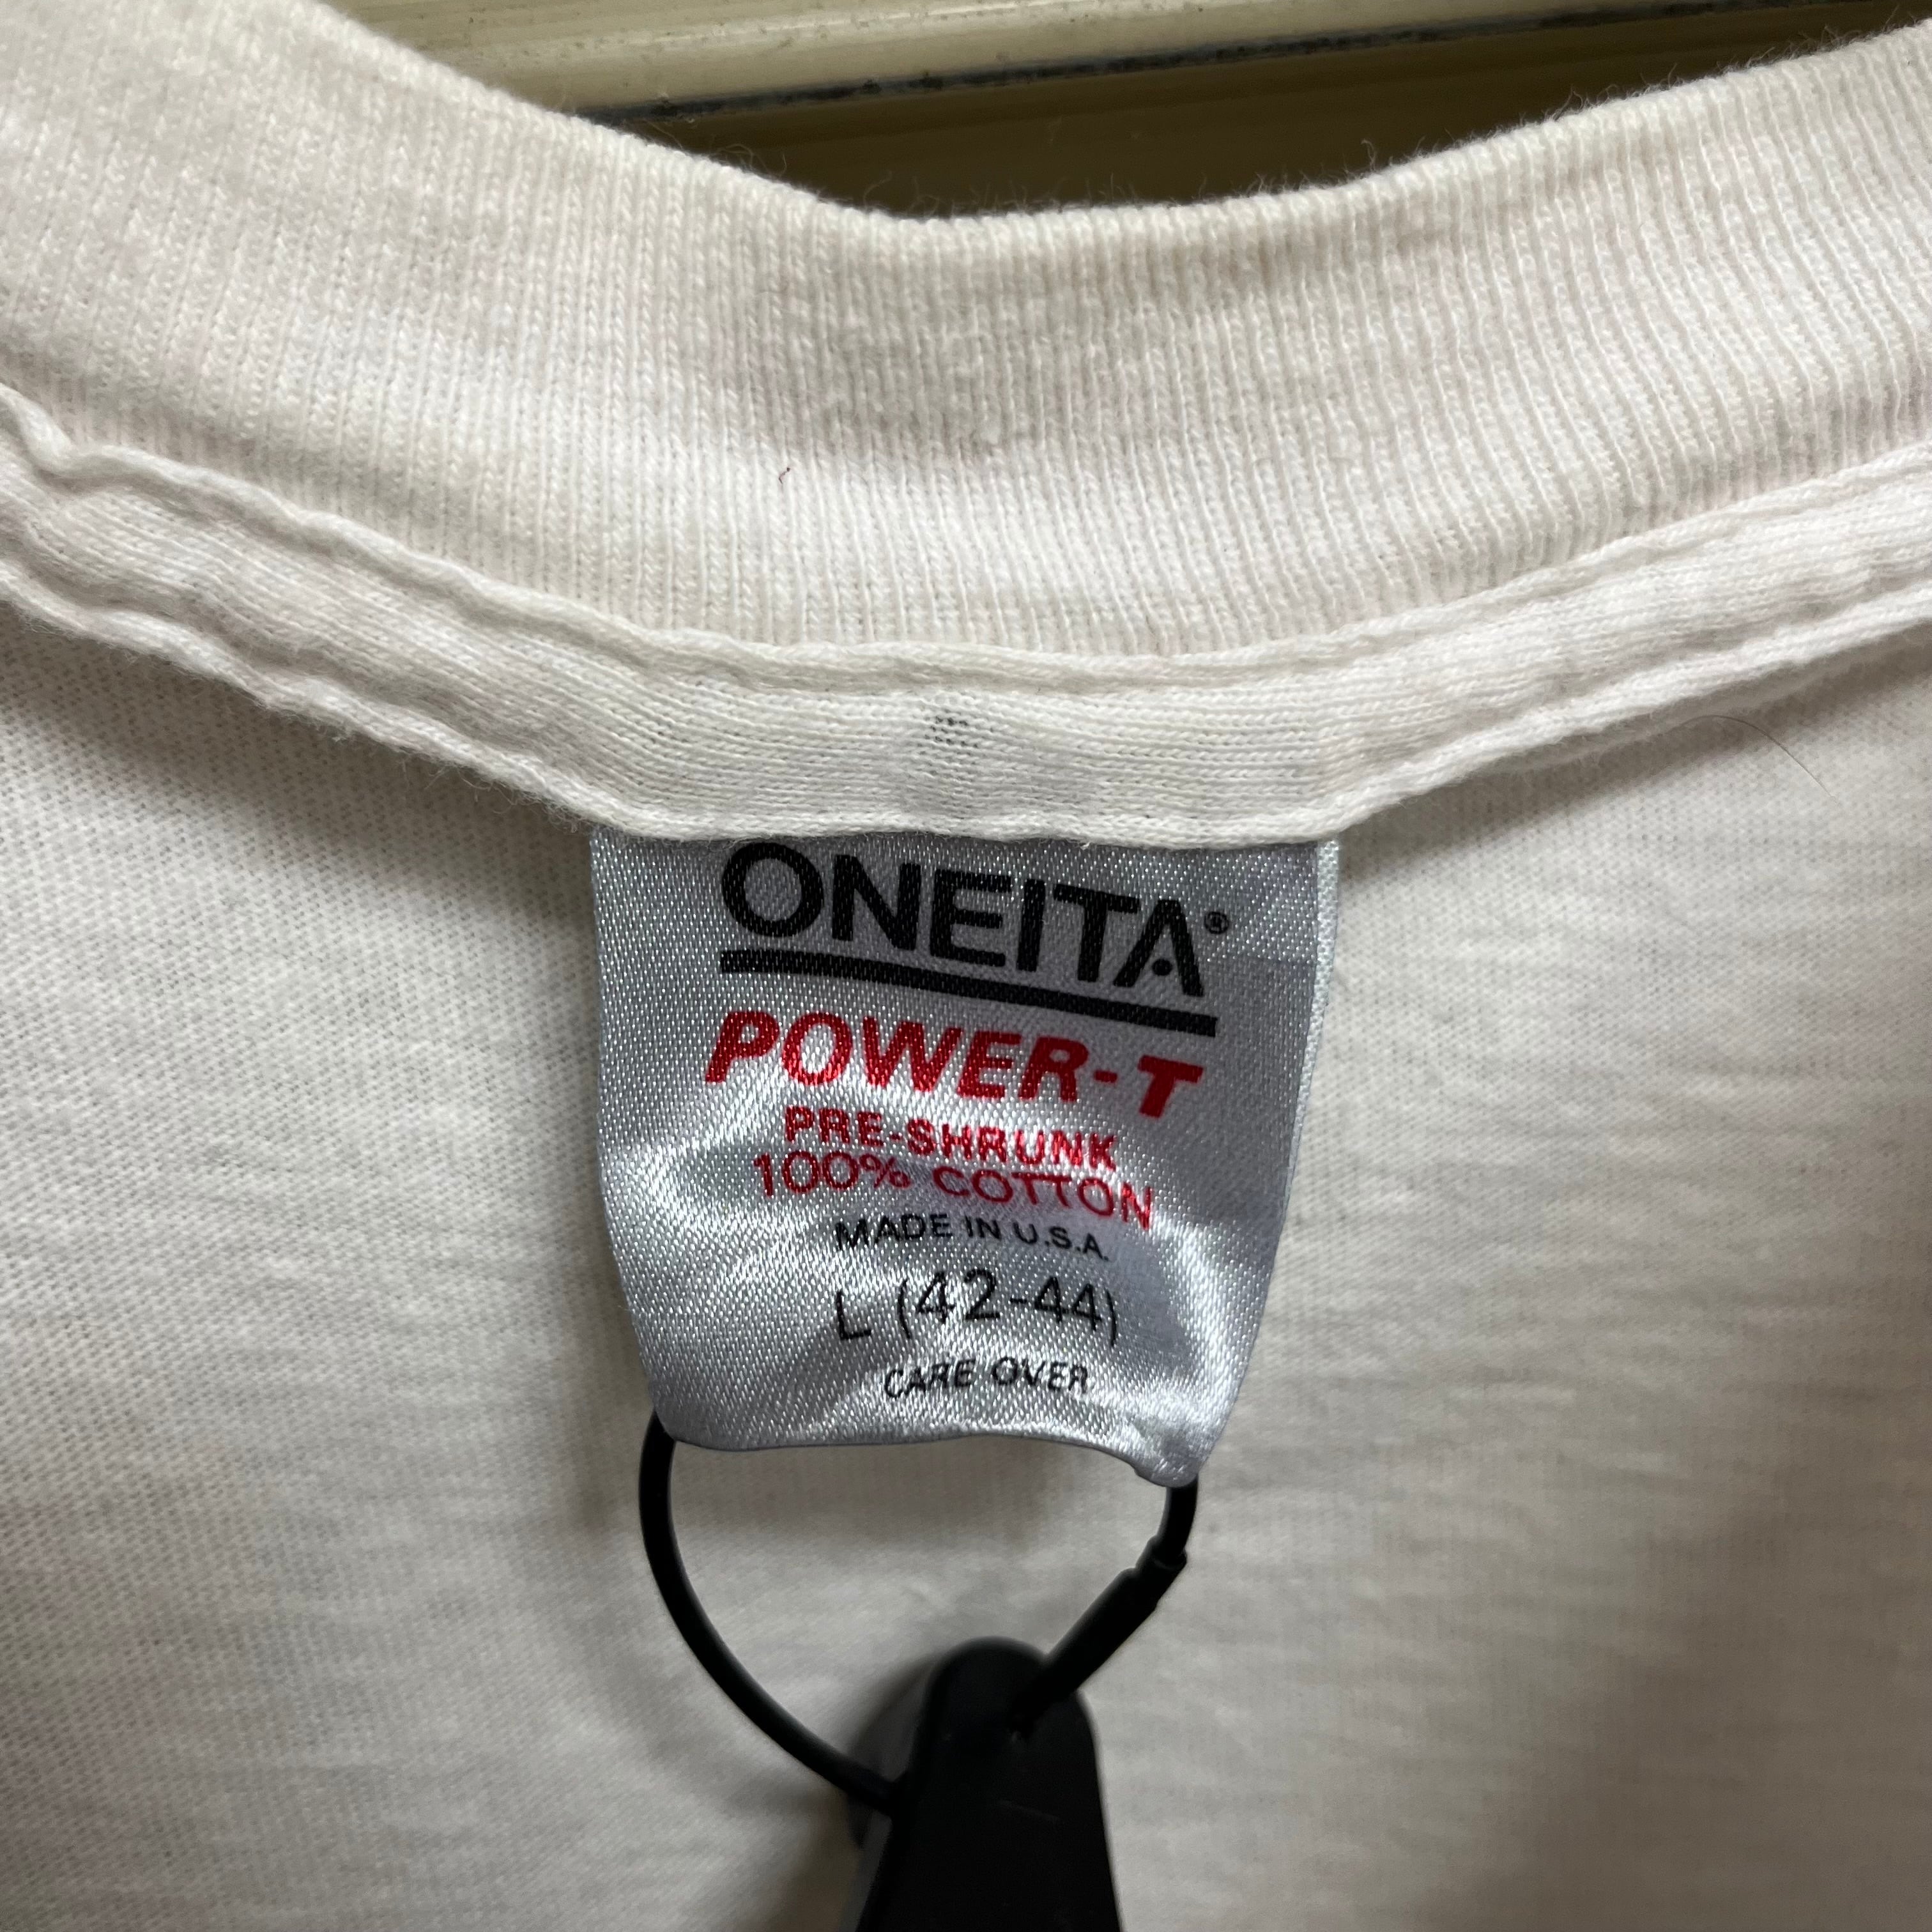 ONEITA®
POWER-T
PRE-SHRUNK
100% COTTON
MADE IN U.S.A.
L (42-44)
CARE OVER